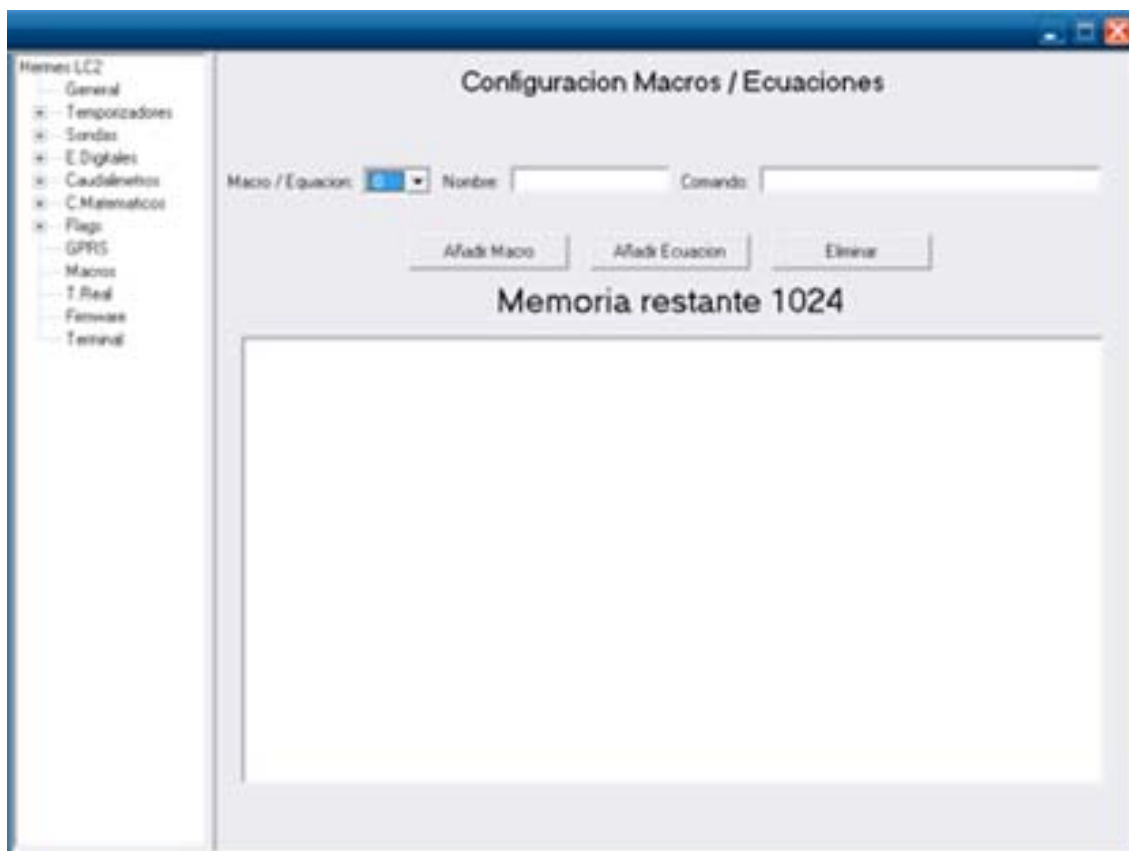 Hermes LC2
General
Temporizadores
Sondas
E.Digitales
Caudalimetros
C.Matematicos
Flags
GPRS
Macros
T.Real
Firmware
Terminal
Configuracion Macros / Ecuaciones
Macro / Equacion: 0 Nombre Comando
Añadir Macro Añadir Ecuacion Eliminar
Memoria restante 1024